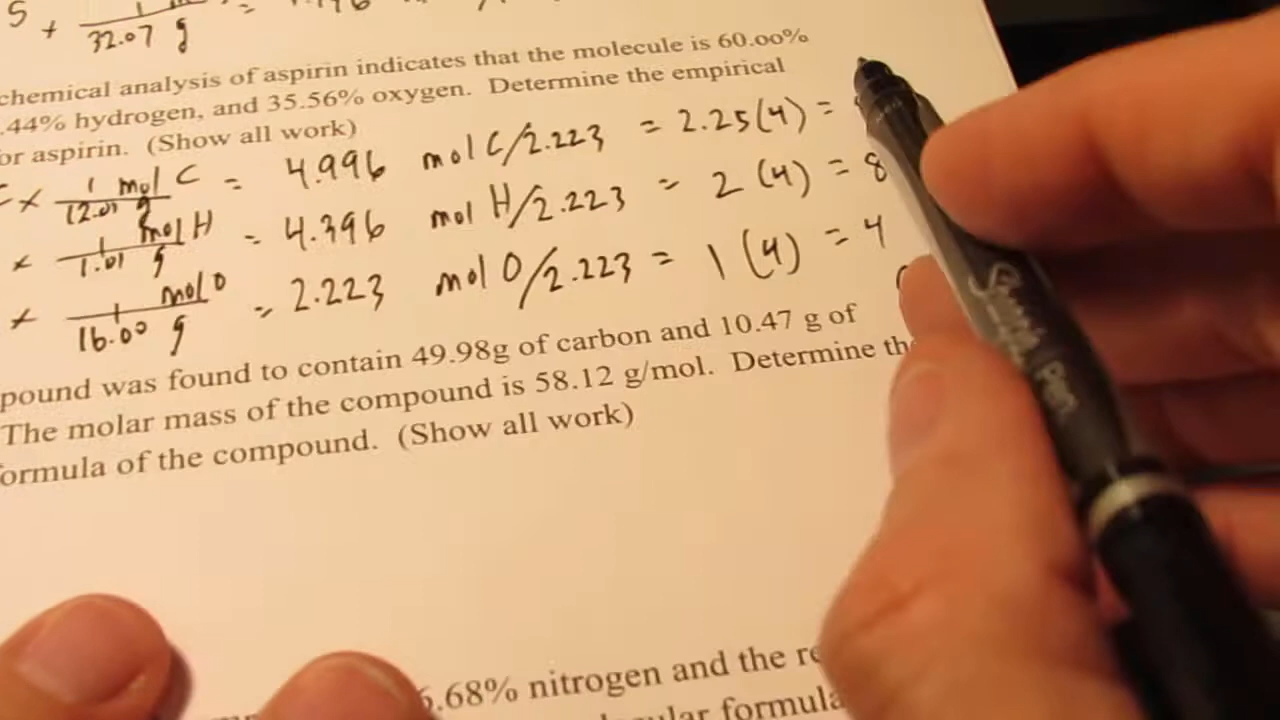 S + 1 / 32.07 g =
chemical analysis of aspirin indicates that the molecule is 60.00%
.44% hydrogen, and 35.56% oxygen. Determine the empirical
or aspirin. (Show all work)
x 1 mol C / 12.01 g = 4.996 mol C/2.223 = 2.25(4) =
x 1 mol H / 1.01 g = 4.396 mol H/2.223 = 2 (4) = 8
x 1 mol O / 16.00 g = 2.223 mol O/2.223 = 1 (4) = 4
pound was found to contain 49.98g of carbon and 10.47 g of
The molar mass of the compound is 58.12 g/mol. Determine the
ormula of the compound. (Show all work)
6.68% nitrogen and the re
ular formula
Pen